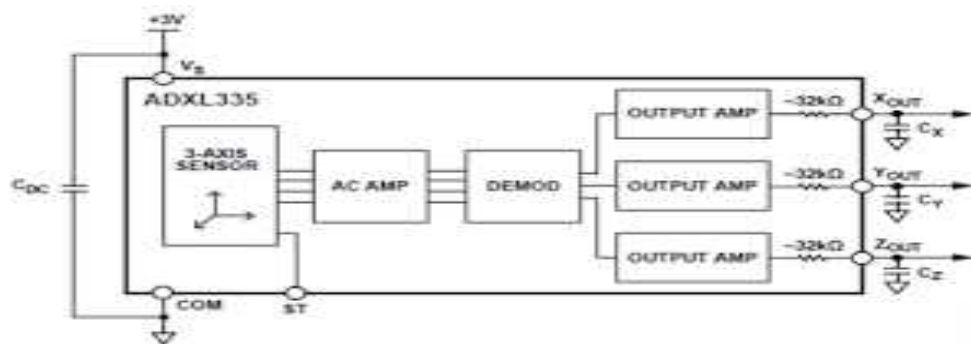 +3V
VS
ADXL335
3-AXIS
SENSOR
AC AMP
DEMOD
OUTPUT AMP
~32kΩ
XOUT
CX
OUTPUT AMP
~32kΩ
YOUT
CY
OUTPUT AMP
~32kΩ
ZOUT
CZ
CDC
COM
ST